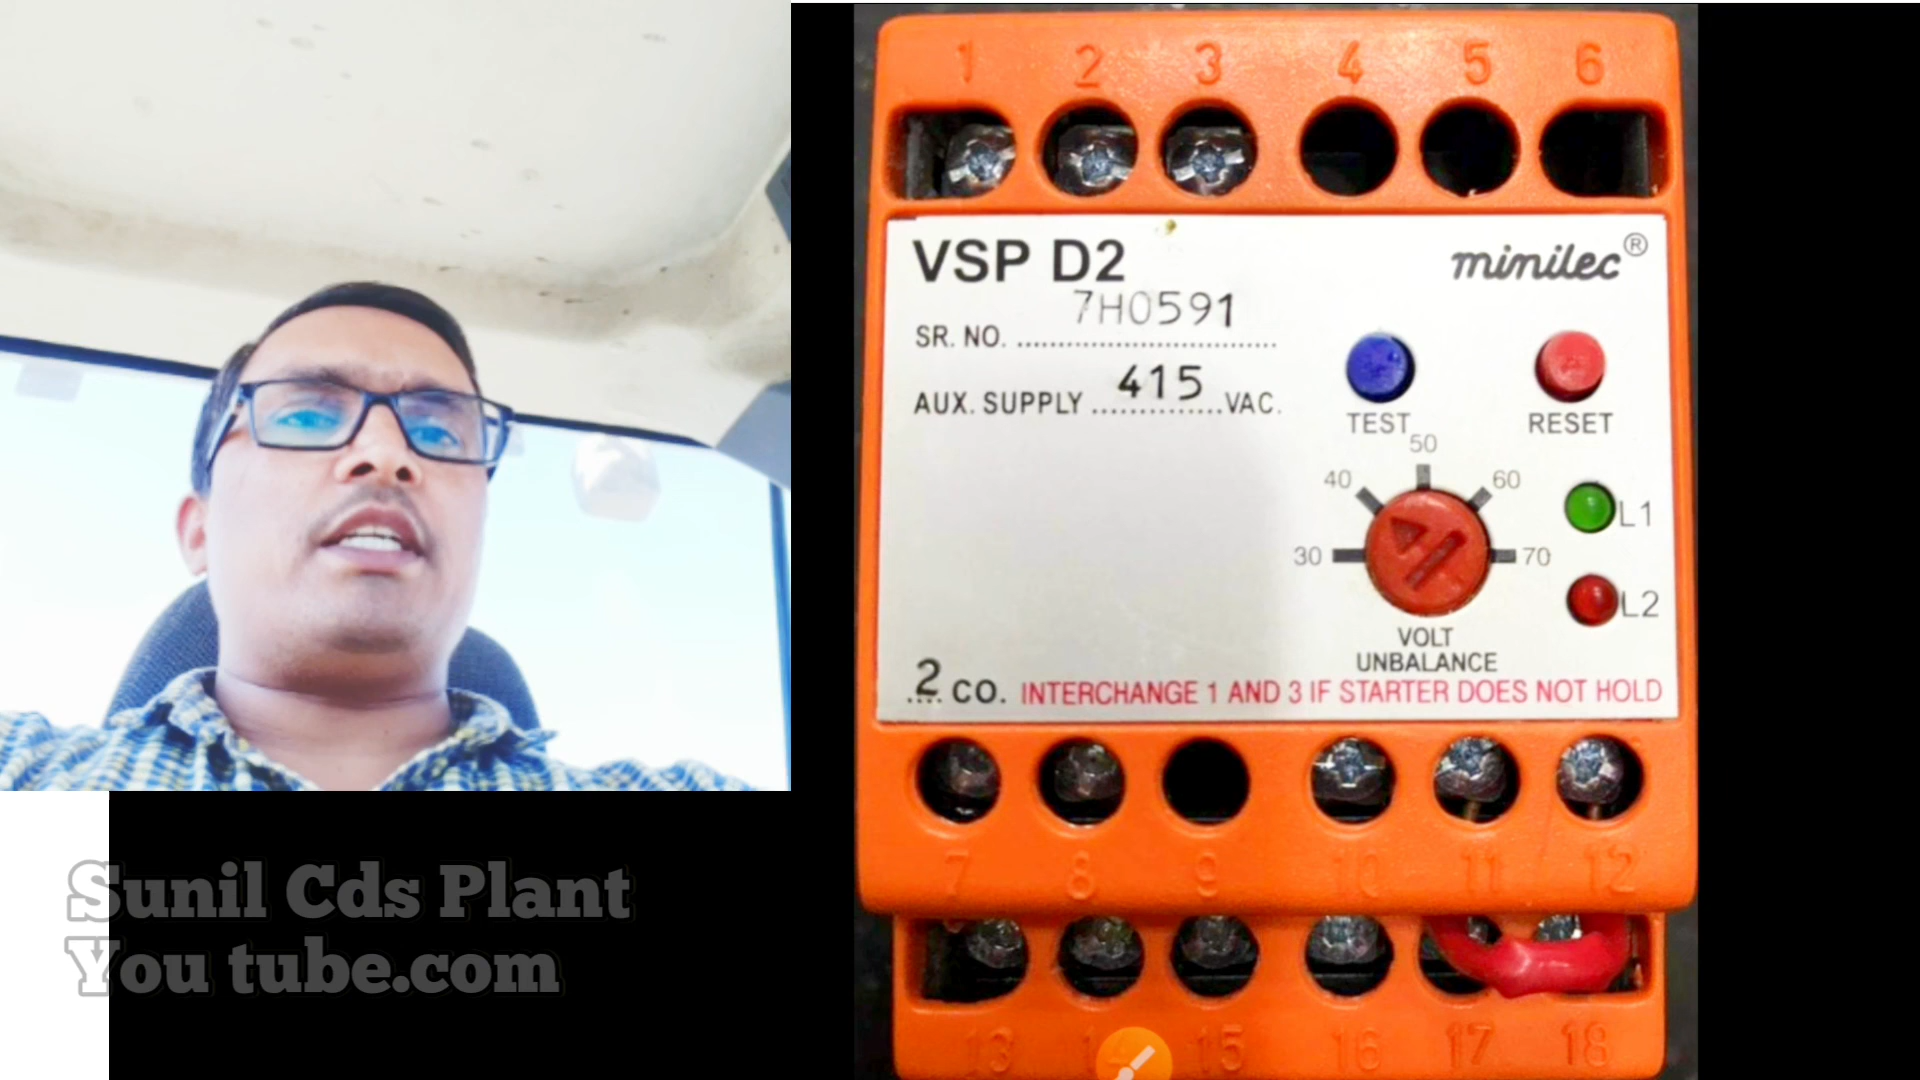 1 2 3 4 5 6
VSP D2
minilec®
7H0591
SR. NO. ..............................
415
AUX. SUPPLY ............. VAC.
TEST
RESET
50
40
60
30
70
L1
L2
VOLT
UNBALANCE
2
.... CO. INTERCHANGE 1 AND 3 IF STARTER DOES NOT HOLD
7 8 9 10 11 12
13 15 16 17 18
Sunil Cds Plant
You tube.com